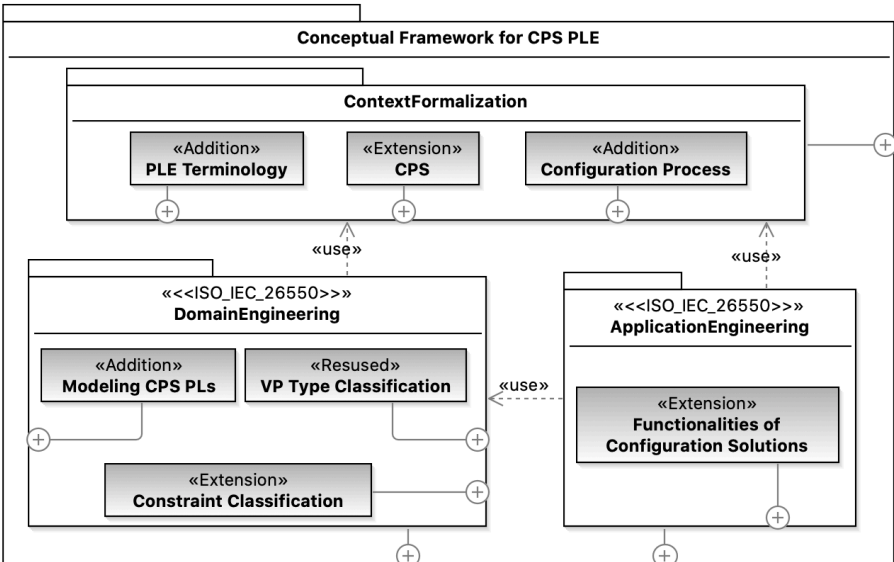 Conceptual Framework for CPS PLE
ContextFormalization
«Addition»
PLE Terminology
«Extension»
CPS
«Addition»
Configuration Process
«use»
«use»
«<<ISO_IEC_26550>>»
DomainEngineering
«Addition»
Modeling CPS PLs
«Resused»
VP Type Classification
«Extension»
Constraint Classification
«use»
«<<ISO_IEC_26550>>»
ApplicationEngineering
«Extension»
Functionalities of
Configuration Solutions